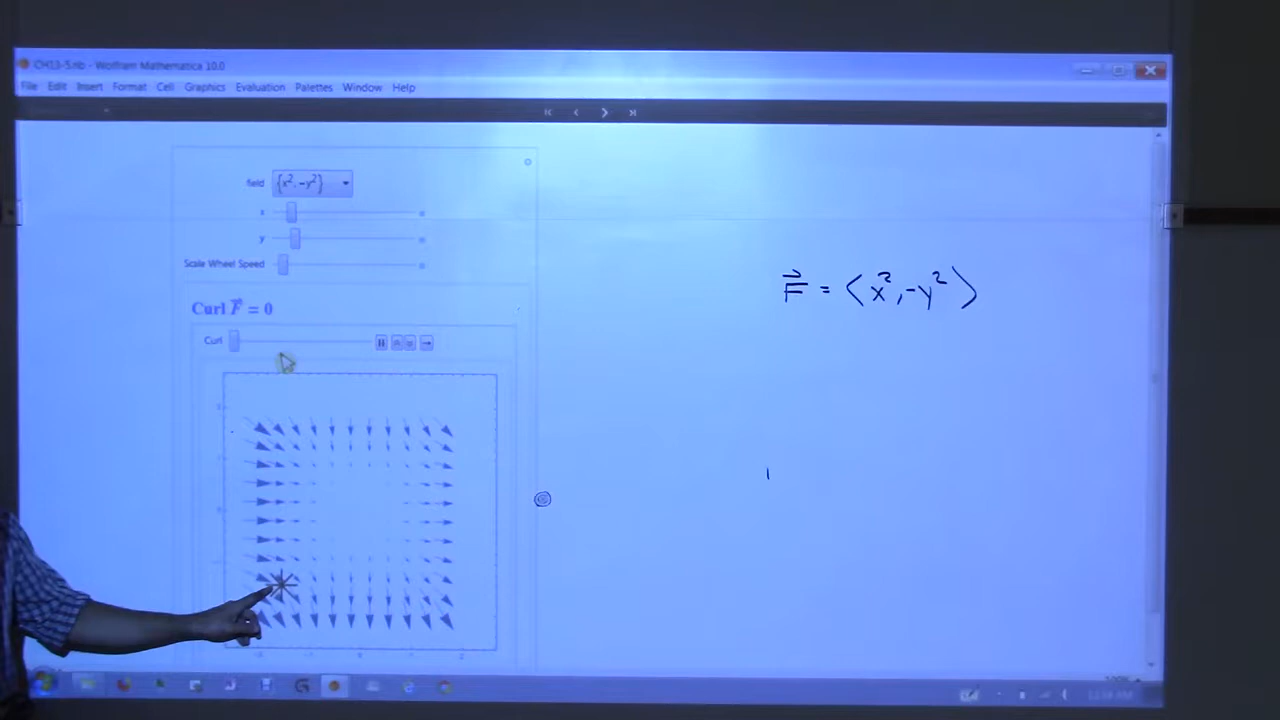 CH13-5.nb - Wolfram Mathematica 10.0
File Edit Insert Format Cell Graphics Evaluation Palettes Window Help
field {x², -y²}
x
y
Scale Wheel Speed
Curl F⃗ = 0
Curl
F⃗ = ⟨x², -y²⟩